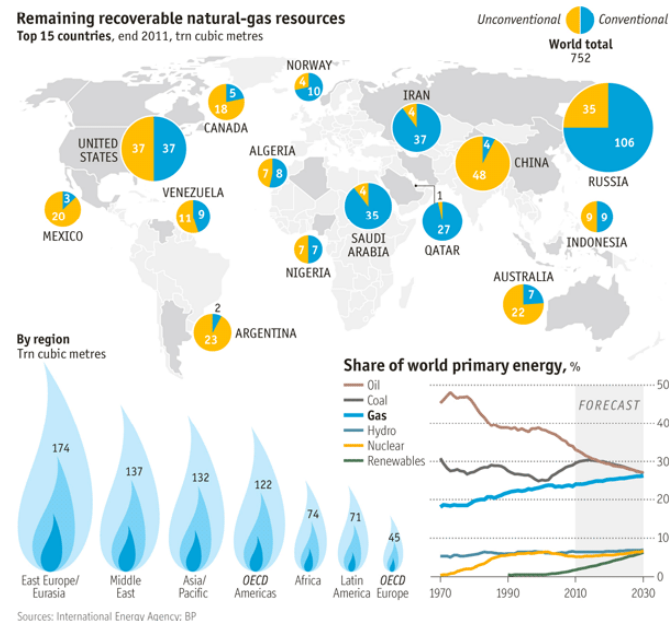 Remaining recoverable natural-gas resources
Top 15 countries, end 2011, trn cubic metres
Unconventional Conventional
World total
752
NORWAY
4
10
5
18
CANADA
IRAN
4
37
35
106
RUSSIA
UNITED
STATES
37
37
ALGERIA
7
8
4
48
CHINA
VENEZUELA
11
9
3
20
MEXICO
4
35
SAUDI
ARABIA
1
27
QATAR
9
9
INDONESIA
7
7
NIGERIA
AUSTRALIA
7
22
2
23
ARGENTINA
By region
Trn cubic metres
174
137
132
122
74
71
45
East Europe/
Eurasia
Middle
East
Asia/
Pacific
OECD
Americas
Africa
Latin
America
OECD
Europe
Share of world primary energy, %
Oil
Coal
Gas
Hydro
Nuclear
Renewables
FORECAST
50
40
30
20
10
0
1970
1990
2010
2030
Sources: International Energy Agency; BP